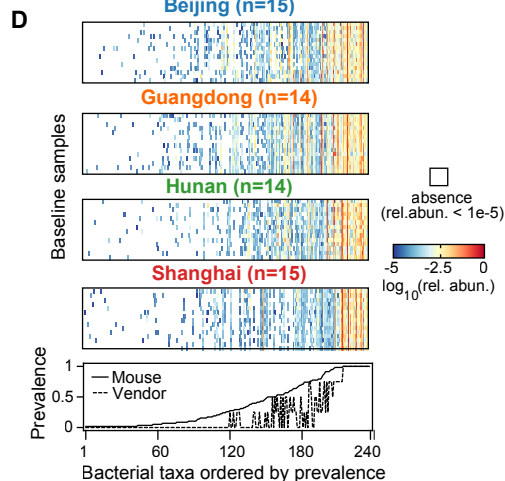 D
Beijing (n=15)
Guangdong (n=14)
Hunan (n=14)
Shanghai (n=15)
Baseline samples
absence
(rel.abun. < 1e-5)
-5 -2.5 0
log10(rel. abun.)
Prevalence
1
0.5
0
Mouse
Vendor
1 60 120 180 240
Bacterial taxa ordered by prevalence